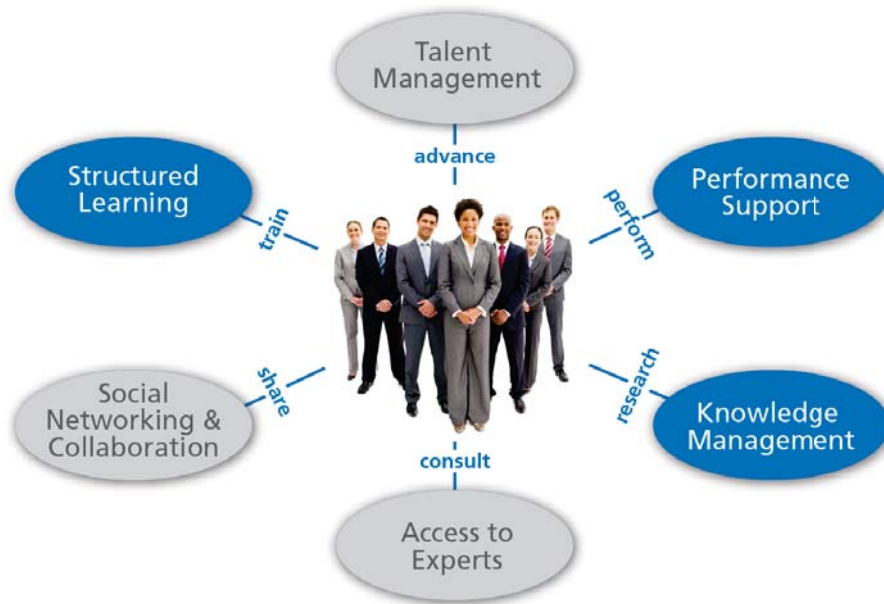 Talent
Management
advance
Structured
Learning
train
Performance
Support
perform
Social
Networking &
Collaboration
share
Knowledge
Management
research
consult
Access to
Experts